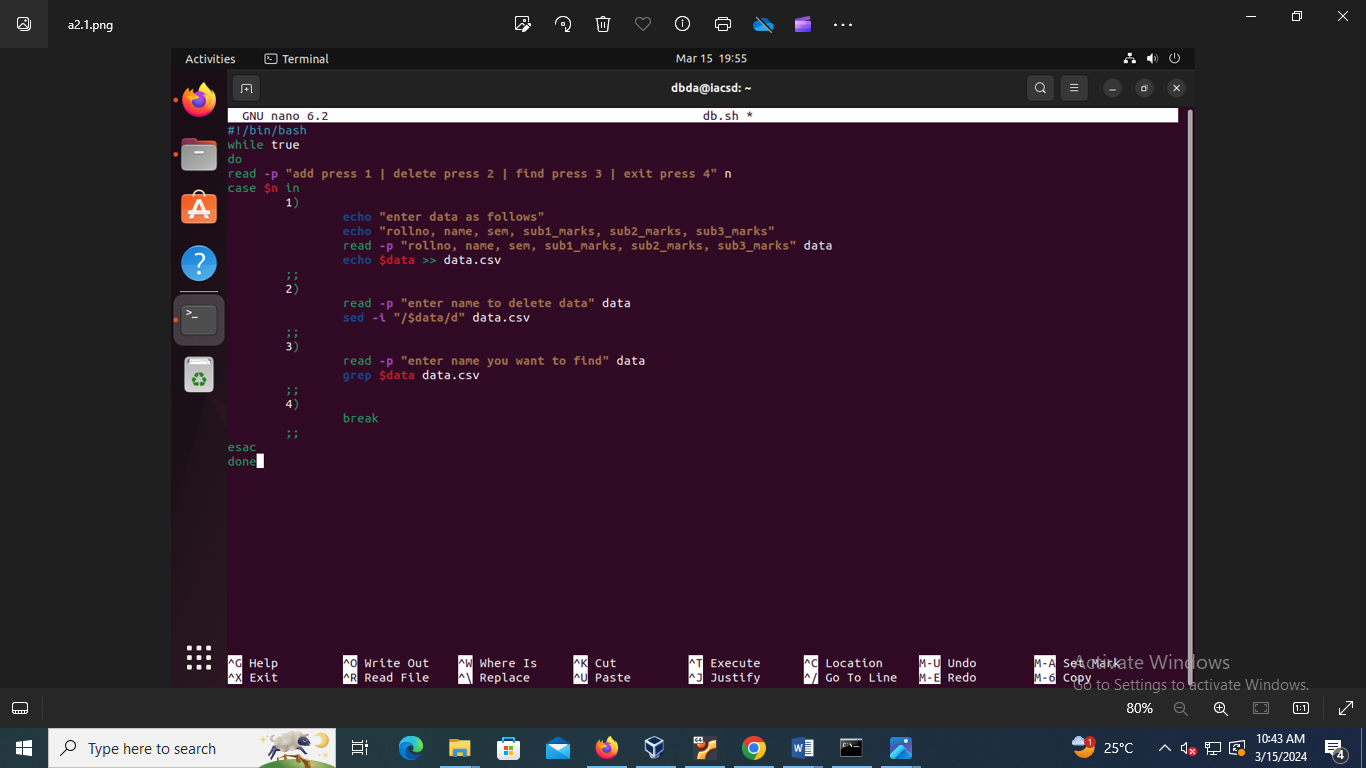 a2.1.png
Activities Terminal Mar 15 19:55
dbda@iacsd: ~
GNU nano 6.2 db.sh *
#!/bin/bash
while true
do
read -p "add press 1 | delete press 2 | find press 3 | exit press 4" n
case $n in
1)
echo "enter data as follows"
echo "rollno, name, sem, sub1_marks, sub2_marks, sub3_marks"
read -p "rollno, name, sem, sub1_marks, sub2_marks, sub3_marks" data
echo $data >> data.csv
;;
2)
read -p "enter name to delete data" data
sed -i "/$data/d" data.csv
;;
3)
read -p "enter name you want to find" data
grep $data data.csv
;;
4)
break
;;
esac
done
^G Help ^O Write Out ^W Where Is ^K Cut ^T Execute ^C Location M-U Undo M-A Set Mark
^X Exit ^R Read File ^\ Replace ^U Paste ^J Justify ^/ Go To Line M-E Redo M-6 Copy
Activate Windows
Go to Settings to activate Windows.
80% 1:1
Type here to search 64 1 25°C 10:43 AM
3/15/2024 4